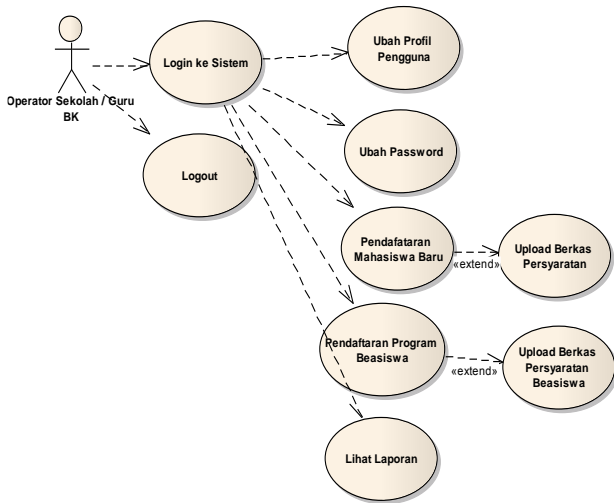 Operator Sekolah / Guru
BK
Login ke Sistem
Logout
Ubah Profil
Pengguna
Ubah Password
Pendafataran
Mahasiswa Baru
«extend»
Upload Berkas
Persyaratan
Pendaftaran Program
Beasiswa
«extend»
Upload Berkas
Persyaratan
Beasiswa
Lihat Laporan